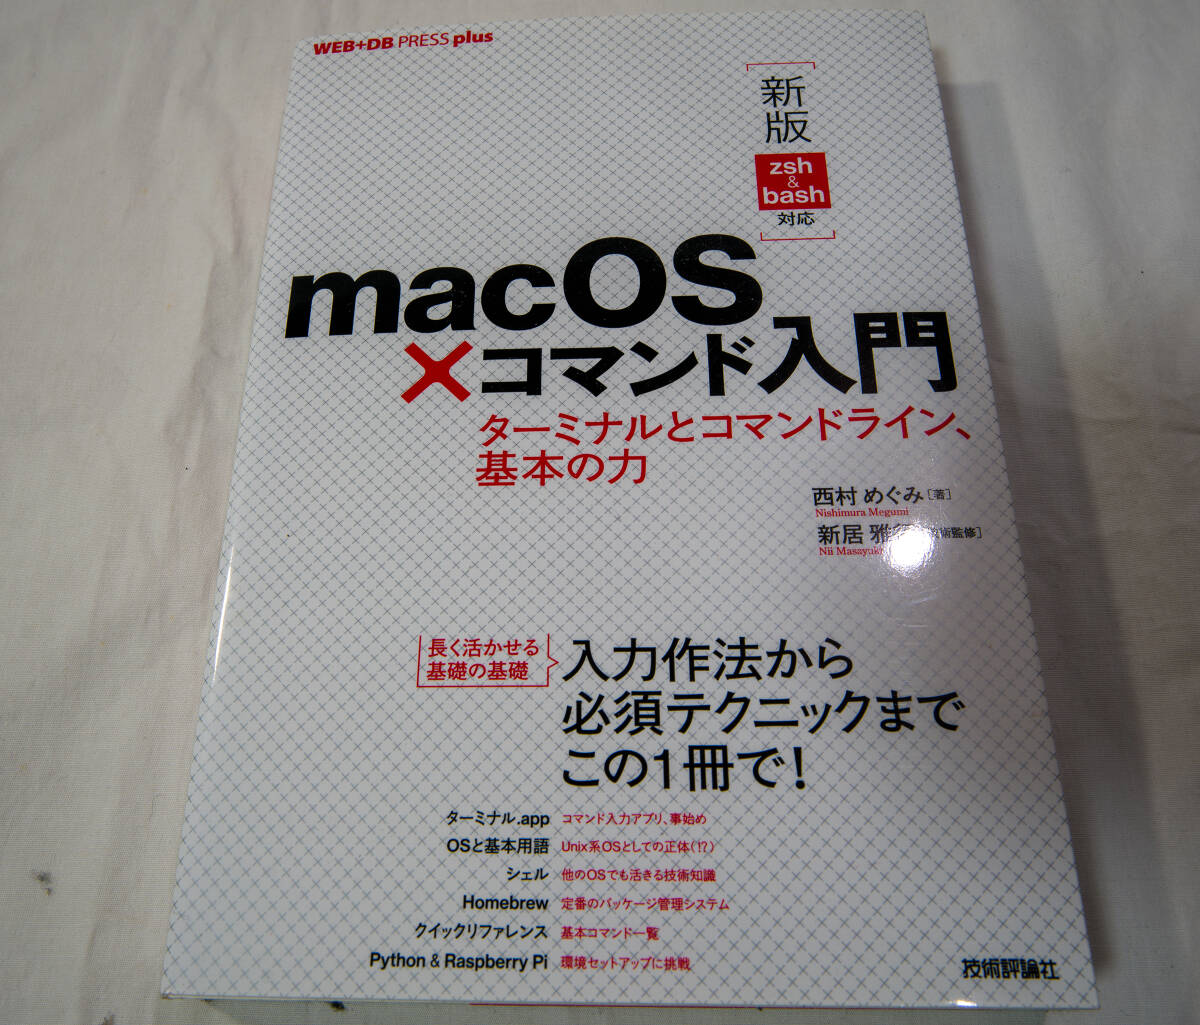 WEB+DB PRESS plus
新版
zsh
&
bash
対応
macOS
×コマンド入門
ターミナルとコマンドライン、
基本の力
西村 めぐみ[著]
Nishimura Megumi
新居 雅 術監修]
Nii Masayuk
長く活かせる
基礎の基礎
入力作法から
必須テクニックまで
この1冊で!
ターミナル.app コマンド入力アプリ、事始め
OSと基本用語 Unix系OSとしての正体(!?)
シェル 他のOSでも活きる技術知識
Homebrew 定番のパッケージ管理システム
クイックリファレンス 基本コマンド一覧
Python & Raspberry Pi 環境セットアップに挑戦
技術評論社